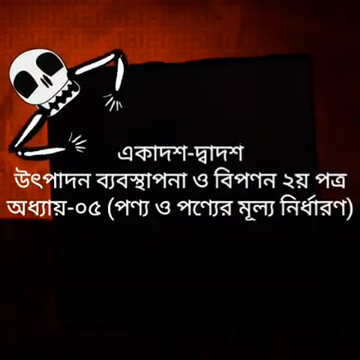 একাদশ-দ্বাদশ
উৎপাদন ব্যবস্থাপনা ও বিপণন ২য় পত্র
অধ্যায়-০৫ (পণ্য ও পণ্যের মূল্য নির্ধারণ)